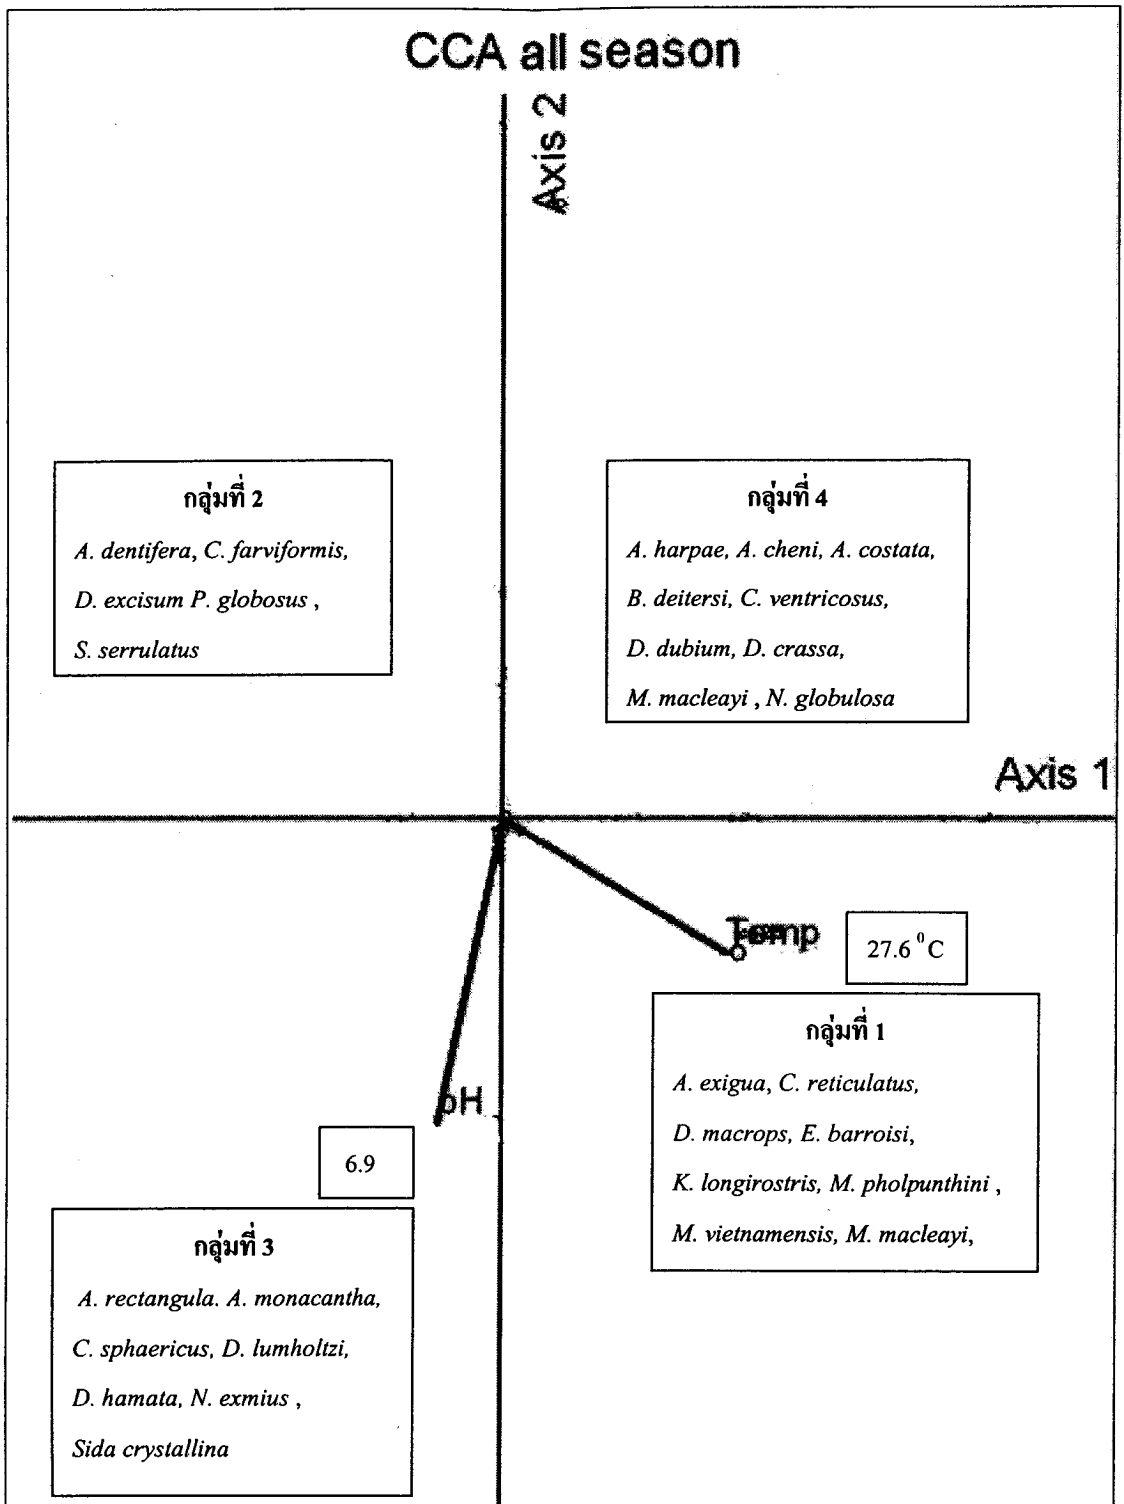 CCA all season
Axis 2
กลุ่มที่ 2
A. dentifera, C. farviformis,
D. excisum P. globosus ,
S. serrulatus
กลุ่มที่ 4
A. harpae, A. cheni, A. costata,
B. deitersi, C. ventricosus,
D. dubium, D. crassa,
M. macleayi , N. globulosa
Axis 1
Temp
27.6 ⁰C
กลุ่มที่ 1
A. exigua, C. reticulatus,
D. macrops, E. barroisi,
K. longirostris, M. pholpunthini ,
M. vietnamensis, M. macleayi,
pH
6.9
กลุ่มที่ 3
A. rectangula. A. monacantha,
C. sphaericus, D. lumholtzi,
D. hamata, N. exmius ,
Sida crystallina